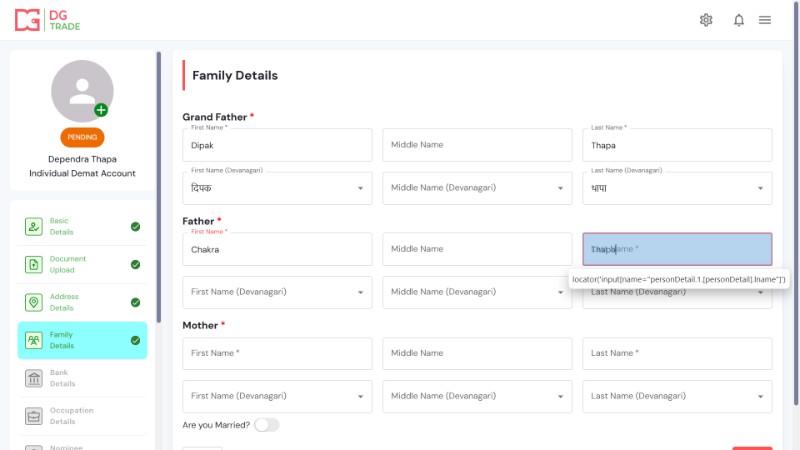 DG
TRADE
PENDING
Dependra Thapa
Individual Demat Account
Basic
Details
Document
Upload
Address
Details
Family
Details
Bank
Details
Occupation
Details
Nominee
Family Details
Grand Father *
First Name *
Dipak
Middle Name
Last Name *
Thapa
First Name (Devanagari)
दिपक
Middle Name (Devanagari)
Last Name (Devanagari)
थापा
Father *
First Name *
Chakra
Middle Name
Last Name *
Thapa
locator('input[name="personDetail.1.[personDetail].lname"]')
First Name (Devanagari)
Middle Name (Devanagari)
Last Name (Devanagari)
Mother *
First Name *
Middle Name
Last Name *
First Name (Devanagari)
Middle Name (Devanagari)
Last Name (Devanagari)
Are you Married?